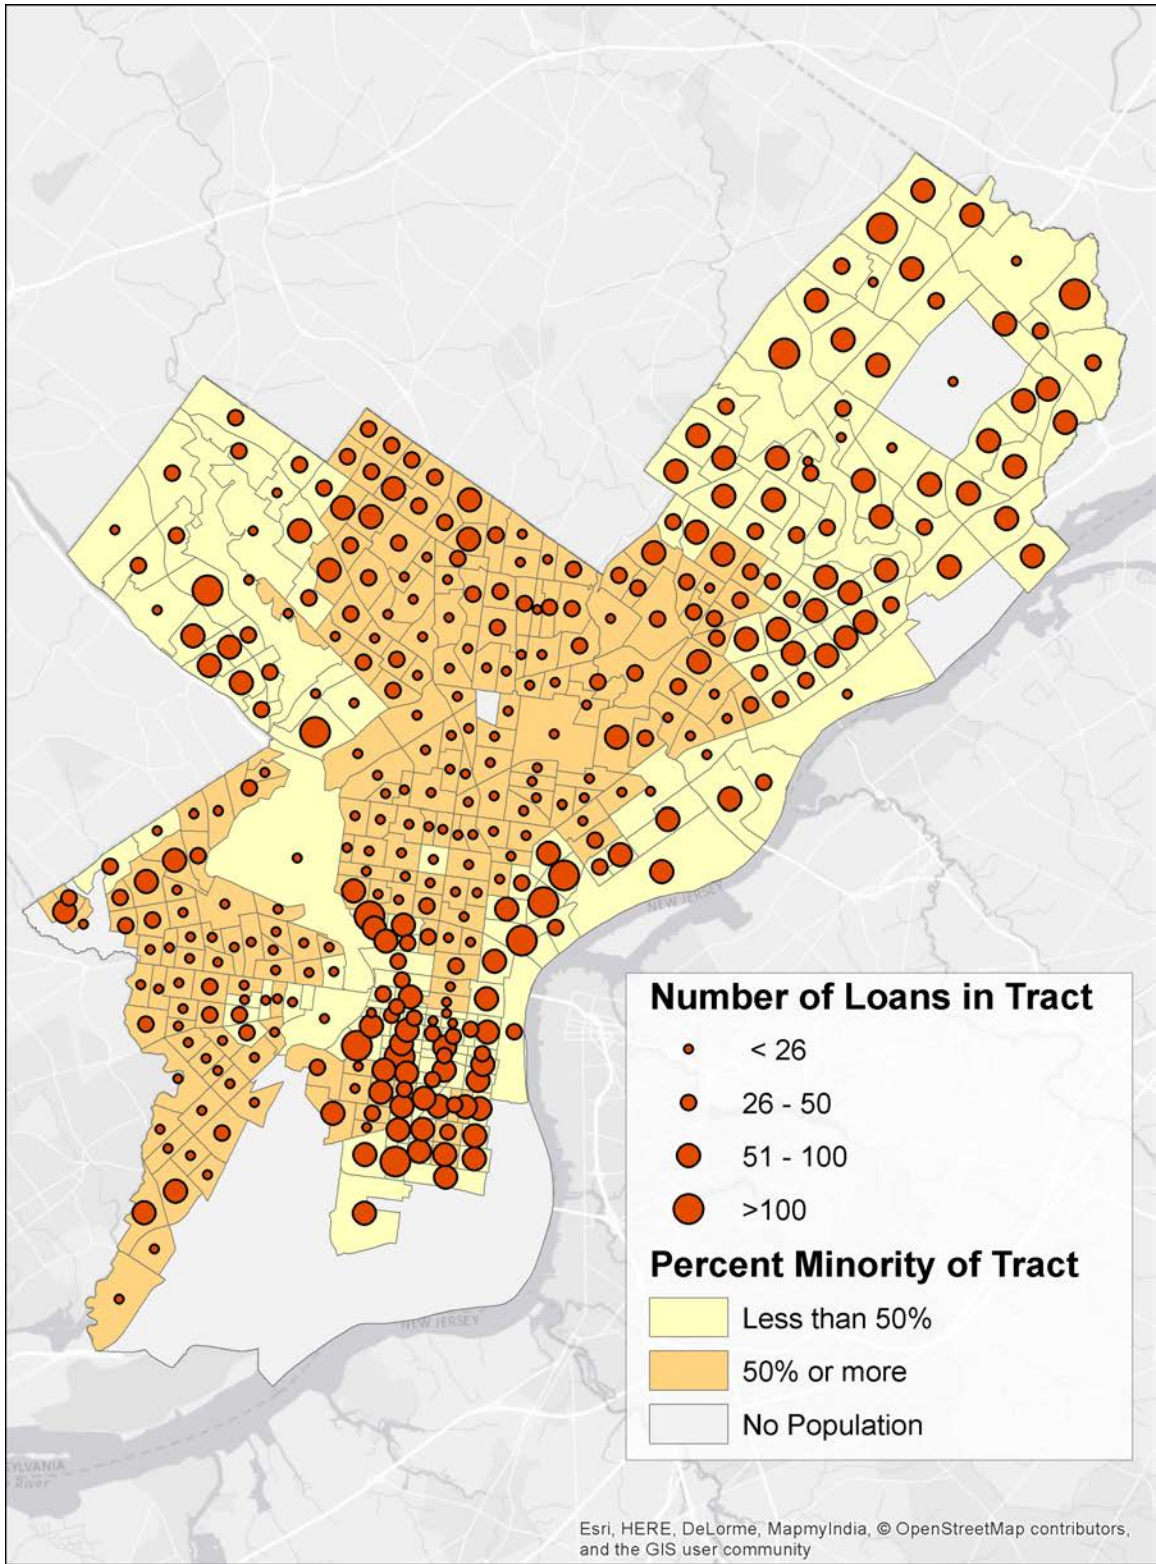 NEW JERSEY
Number of Loans in Tract
< 26
26 - 50
51 - 100
>100
Percent Minority of Tract
Less than 50%
50% or more
No Population
NEW JERSEY
SYLVANIA
River
Esri, HERE, DeLorme, MapmyIndia, © OpenStreetMap contributors,
and the GIS user community